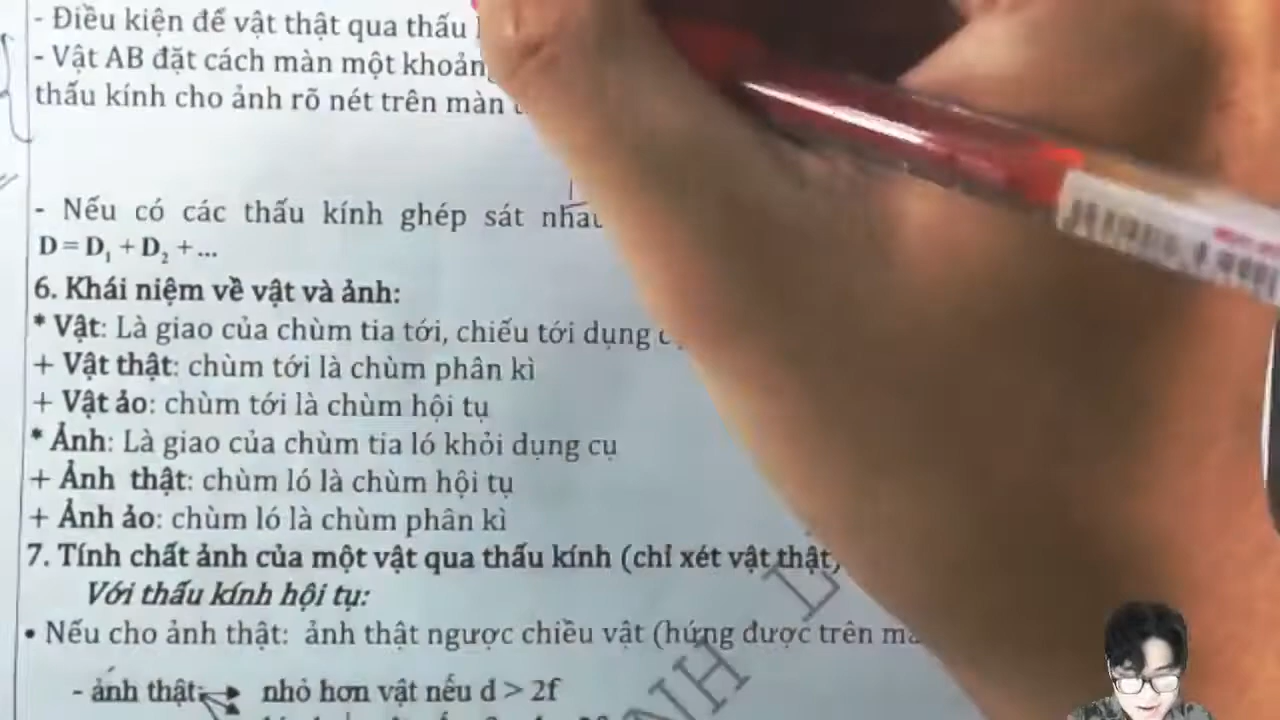 - Điều kiện để vật thật qua thấu
- Vật AB đặt cách màn một khoảng
thấu kính cho ảnh rõ nét trên màn
- Nếu có các thấu kính ghép sát nhau
D = D₁ + D₂ + ...
6. Khái niệm về vật và ảnh:
* Vật: Là giao của chùm tia tới, chiếu tới dụng
+ Vật thật: chùm tới là chùm phân kì
+ Vật ảo: chùm tới là chùm hội tụ
* Ảnh: Là giao của chùm tia ló khỏi dụng cụ
+ Ảnh thật: chùm ló là chùm hội tụ
+ Ảnh ảo: chùm ló là chùm phân kì
7. Tính chất ảnh của một vật qua thấu kính (chỉ xét vật thật)
Với thấu kính hội tụ:
• Nếu cho ảnh thật: ảnh thật ngược chiều vật (hứng được trên
- ảnh thật nhỏ hơn vật nếu d > 2f